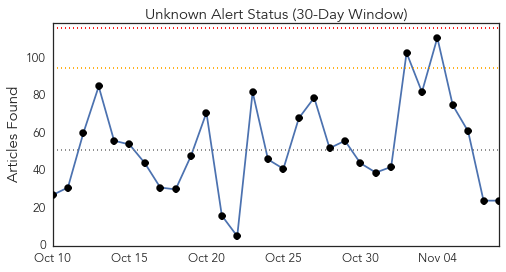 Unknown Alert Status (30-Day Window)
Articles Found
100
80
60
40
20
0
Oct 10 Oct 15 Oct 20 Oct 25 Oct 30 Nov 04